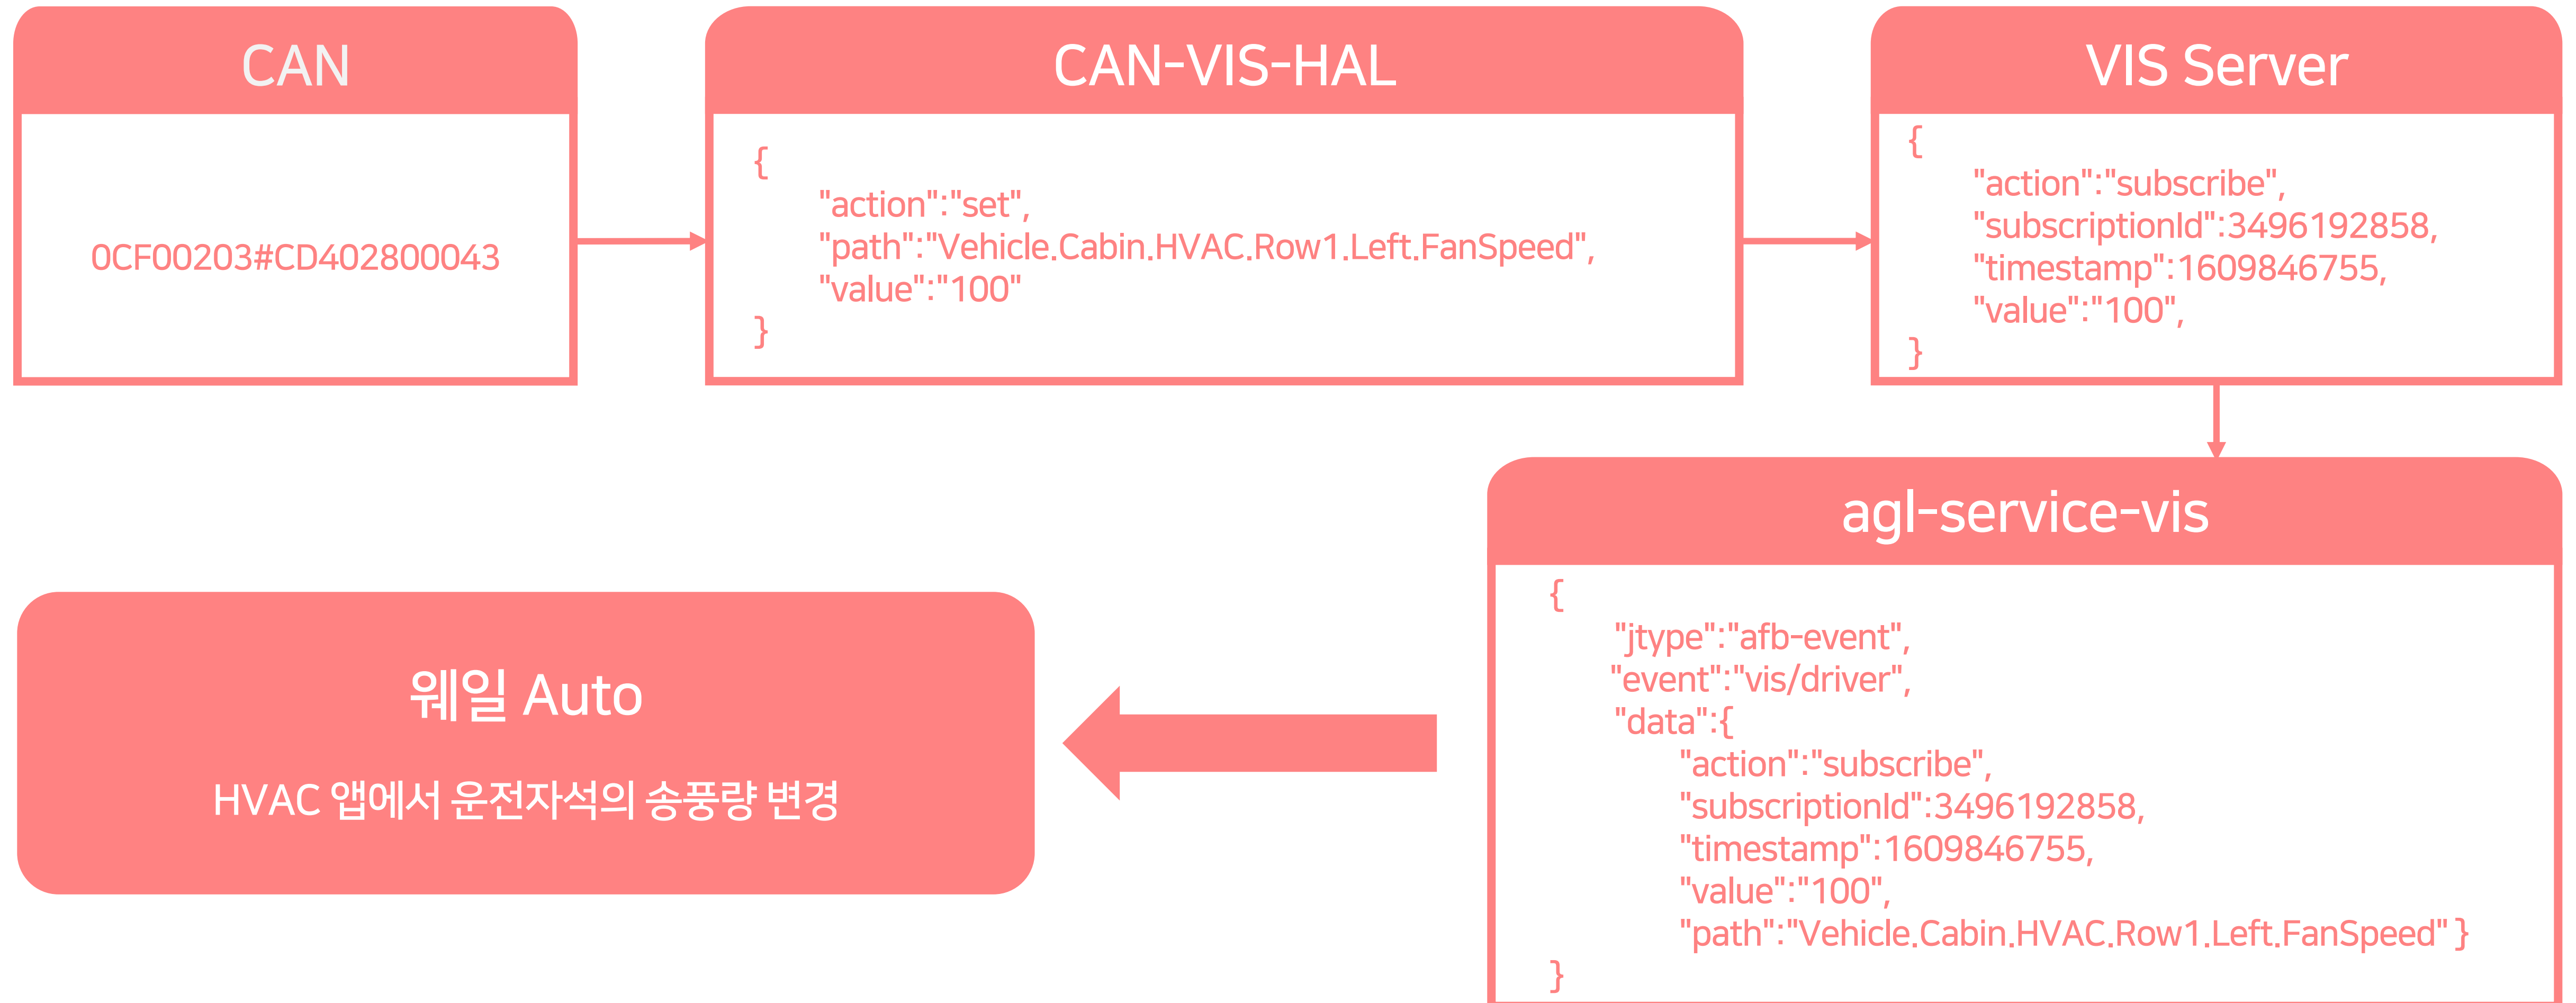 CAN
0CF00203#CD402800043
CAN-VIS-HAL
{
"action":"set",
"path":"Vehicle.Cabin.HVAC.Row1.Left.FanSpeed",
"value":"100"
}
VIS Server
{
"action":"subscribe",
"subscriptionId":3496192858,
"timestamp":1609846755,
"value":"100",
}
agl-service-vis
{
"jtype":"afb-event",
"event":"vis/driver",
"data":{
"action":"subscribe",
"subscriptionId":3496192858,
"timestamp":1609846755,
"value":"100",
"path":"Vehicle.Cabin.HVAC.Row1.Left.FanSpeed" }
}
웨일 Auto
HVAC 앱에서 운전자석의 송풍량 변경